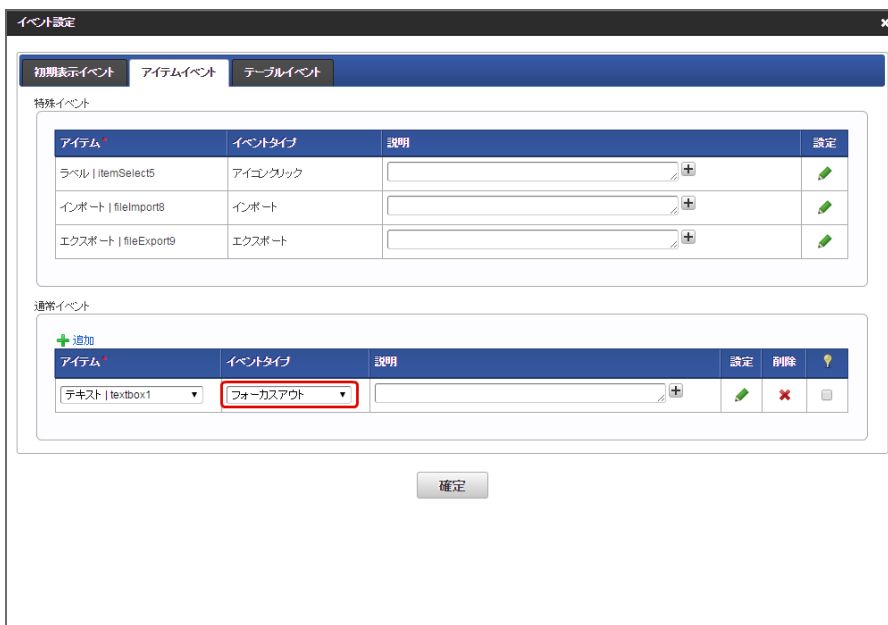 イベント設定
初期表示イベント アイテムイベント テーブルイベント
特殊イベント
アイテム* イベントタイプ 説明 設定
ラベル | itemSelect5 アイコンクリック
インポート | fileImport8 インポート
エクスポート | fileExport9 エクスポート
通常イベント
追加
アイテム* イベントタイプ 説明 設定 削除
テキスト | textbox1 フォーカスアウト
確定